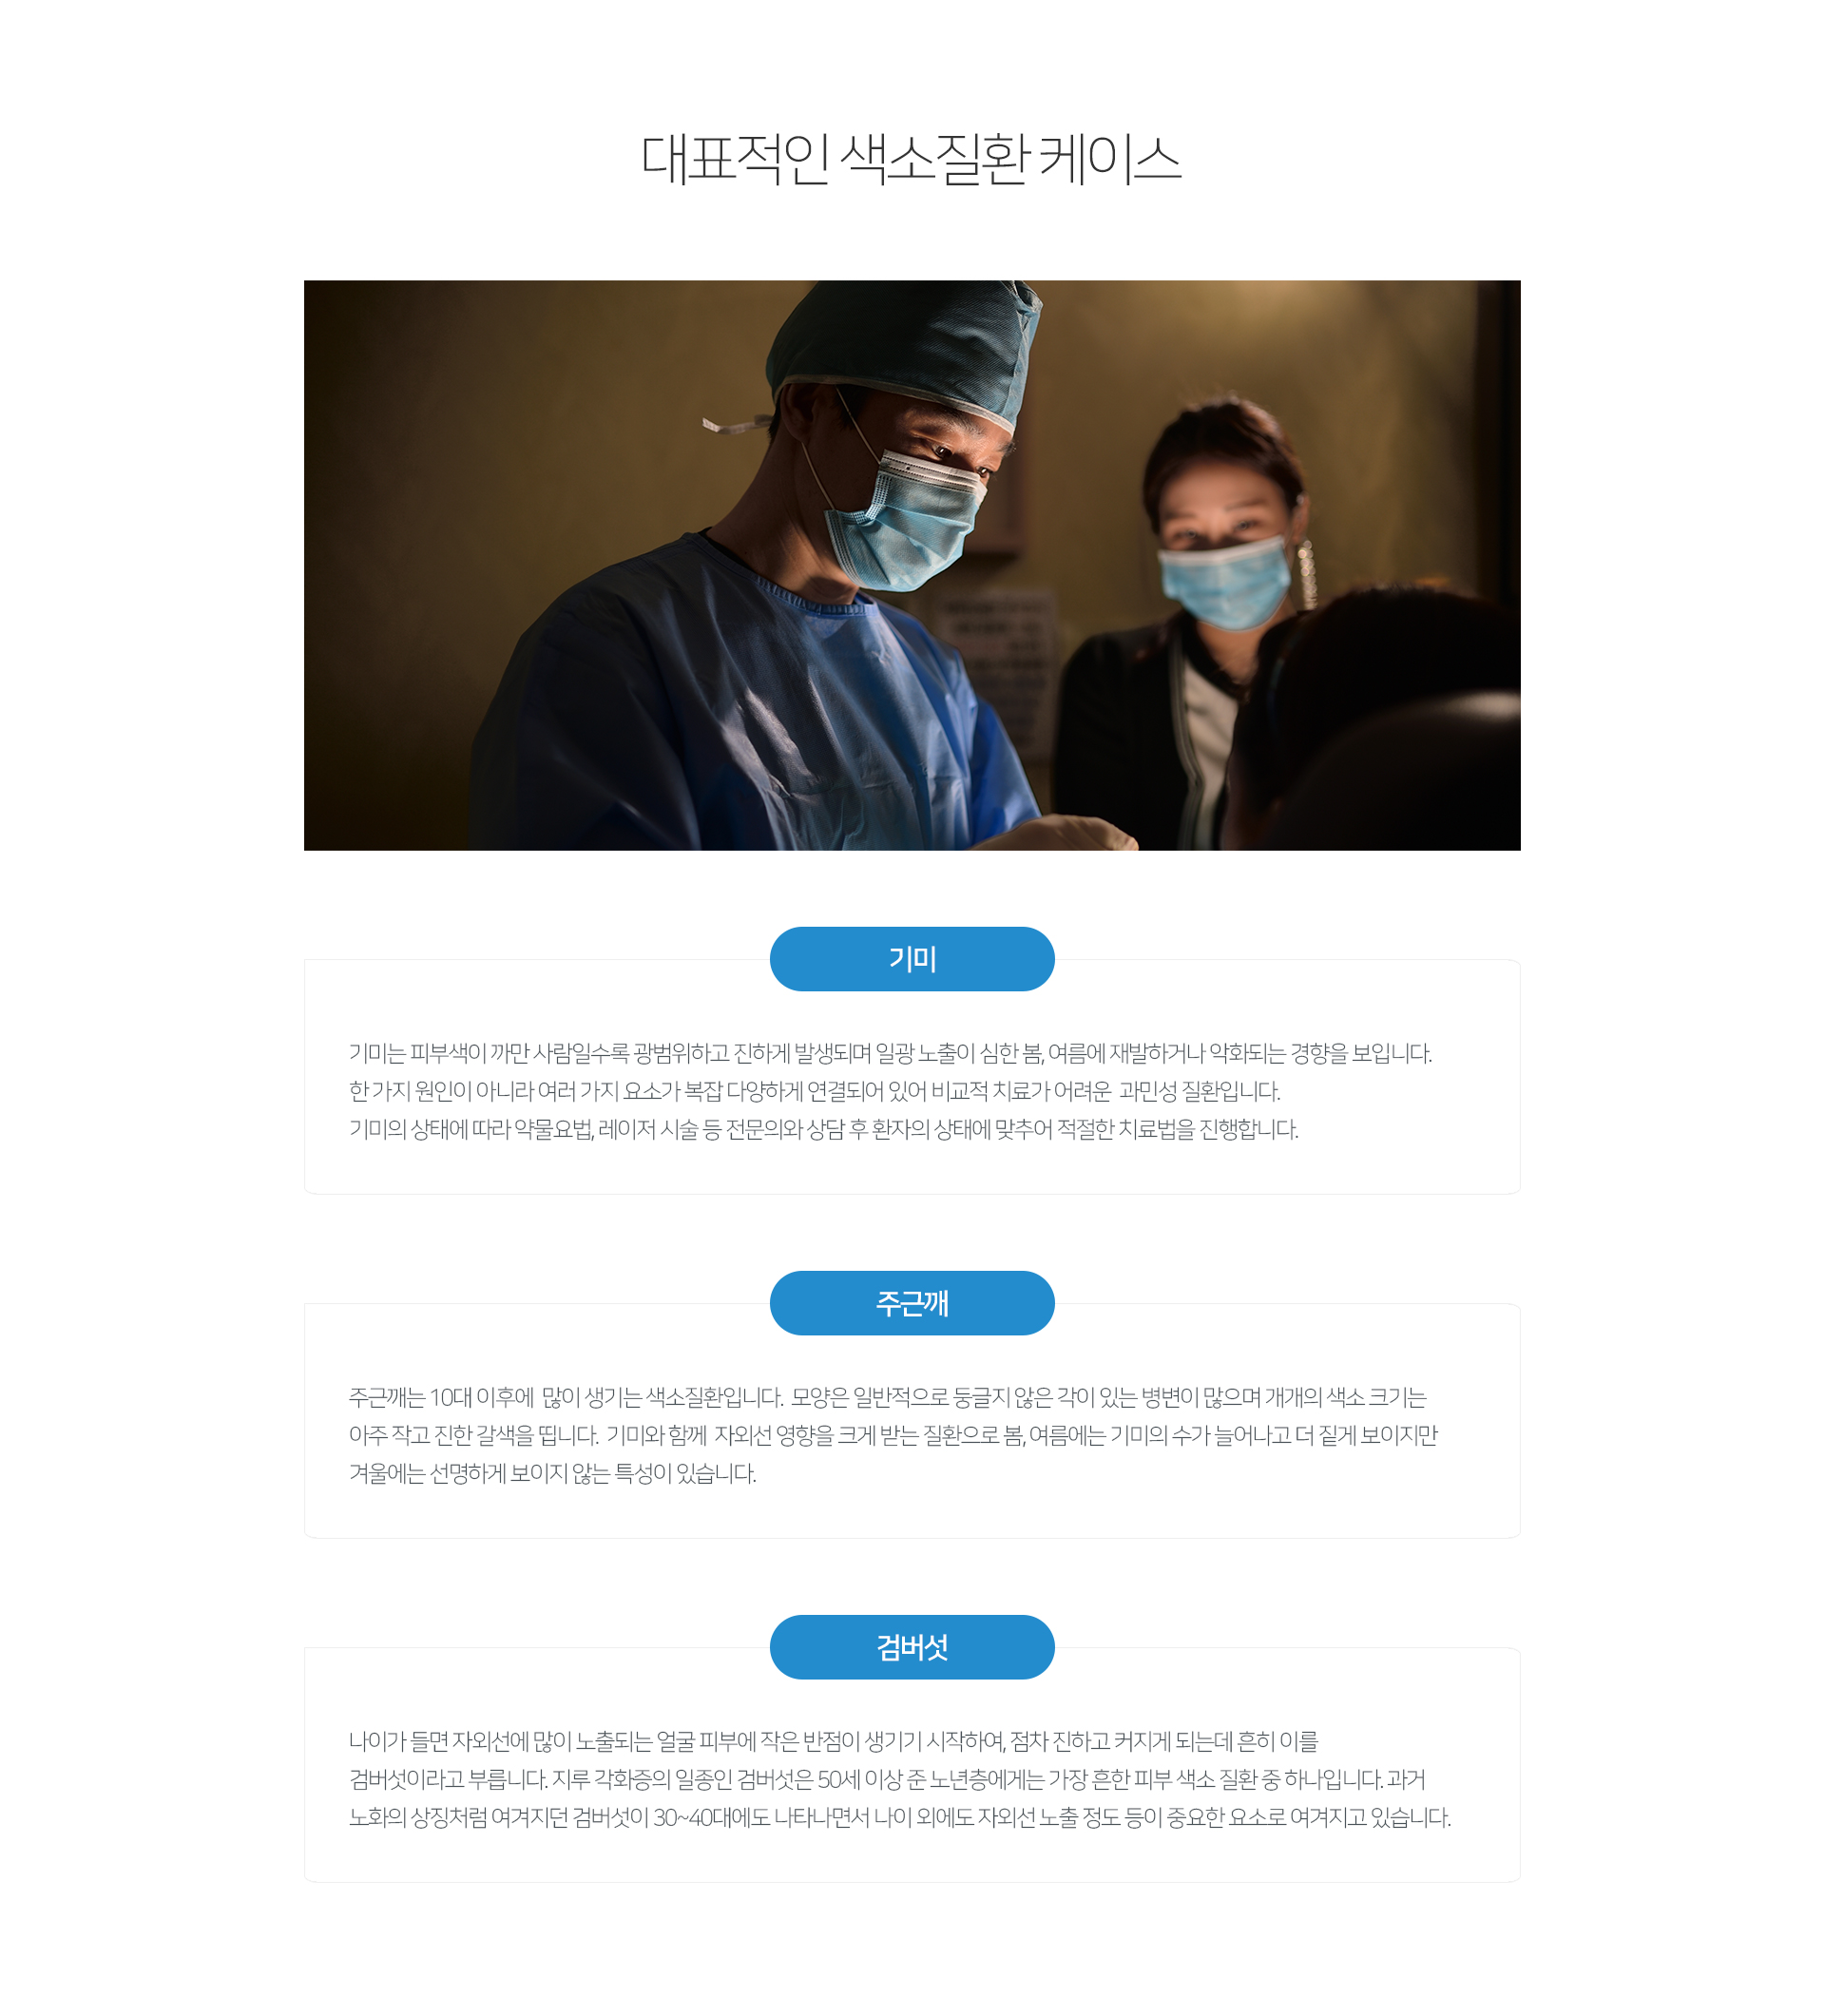 대표적인 색소질환 케이스
기미
기미는 피부색이 까만 사람일수록 광범위하고 진하게 발생되며 일광 노출이 심한 봄, 여름에 재발하거나 악화되는 경향을 보입니다.
한 가지 원인이 아니라 여러 가지 요소가 복잡 다양하게 연결되어 있어 비교적 치료가 어려운 과민성 질환입니다.
기미의 상태에 따라 약물요법, 레이저 시술 등 전문의와 상담 후 환자의 상태에 맞추어 적절한 치료법을 진행합니다.
주근깨
주근깨는 10대 이후에 많이 생기는 색소질환입니다. 모양은 일반적으로 둥글지 않은 각이 있는 병변이 많으며 개개의 색소 크기는
아주 작고 진한 갈색을 띱니다. 기미와 함께 자외선 영향을 크게 받는 질환으로 봄, 여름에는 기미의 수가 늘어나고 더 짙게 보이지만
겨울에는 선명하게 보이지 않는 특성이 있습니다.
검버섯
나이가 들면 자외선에 많이 노출되는 얼굴 피부에 작은 반점이 생기기 시작하여, 점차 진하고 커지게 되는데 흔히 이를
검버섯이라고 부릅니다. 지루 각화증의 일종인 검버섯은 50세 이상 준 노년층에게는 가장 흔한 피부 색소 질환 중 하나입니다. 과거
노화의 상징처럼 여겨지던 검버섯이 30~40대에도 나타나면서 나이 외에도 자외선 노출 정도 등이 중요한 요소로 여겨지고 있습니다.